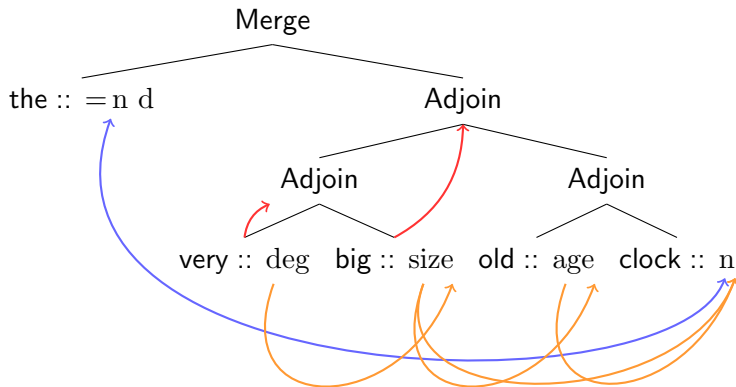 Merge
the :: =n d
Adjoin
Adjoin
Adjoin
very :: deg
big :: size
old :: age
clock :: n